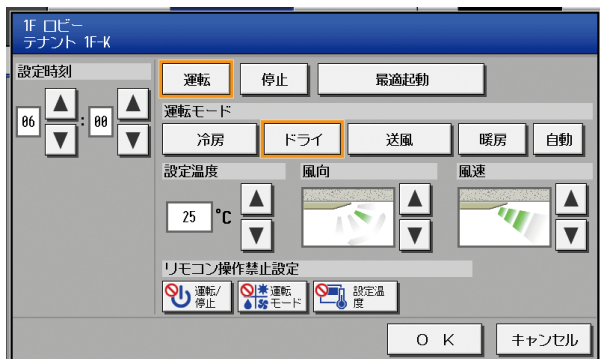 1F ロビー
テナント 1F-K
設定時刻
06 : 00
運転 停止 最適起動
運転モード
冷房 ドライ 送風 暖房 自動
設定温度 風向 風速
25 °C
リモコン操作禁止設定
運転/停止 運転モード 設定温度
ＯＫ キャンセル